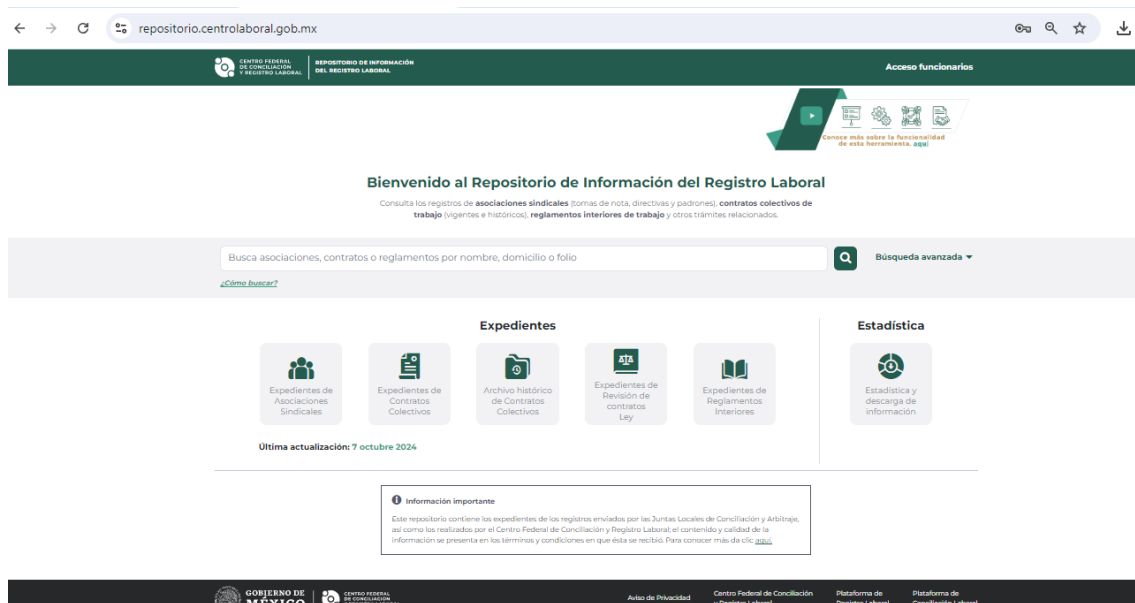 repositorio.centrolaboral.gob.mx
CENTRO FEDERAL
DE CONCILIACIÓN
Y REGISTRO LABORAL
REPOSITORIO DE INFORMACIÓN
DEL REGISTRO LABORAL
Acceso funcionarios
Conoce más sobre la funcionalidad
de esta herramienta, aquí
Bienvenido al Repositorio de Información del Registro Laboral
Consulta los registros de asociaciones sindicales (tomas de nota, directivas y padrones), contratos colectivos de
trabajo (vigentes e históricos), reglamentos interiores de trabajo y otros trámites relacionados.
Busca asociaciones, contratos o reglamentos por nombre, domicilio o folio
Búsqueda avanzada
¿Cómo buscar?
Expedientes
Estadística
Expedientes de
Asociaciones
Sindicales
Expedientes de
Contratos
Colectivos
Archivo histórico
de Contratos
Colectivos
Expedientes de
Revisión de
contratos
Ley
Expedientes de
Reglamentos
Interiores
Estadística y
descarga de
información
Última actualización: 7 octubre 2024
Información importante
Este repositorio contiene los expedientes de los registros enviados por las Juntas Locales de Conciliación y Arbitraje,
así como los realizados por el Centro Federal de Conciliación y Registro Laboral; el contenido y calidad de la
información se presenta en los términos y condiciones en que ésta se recibió. Para conocer más da clic aquí.
GOBIERNO DE
MÉXICO
CENTRO FEDERAL
DE CONCILIACIÓN
Aviso de Privacidad
Centro Federal de Conciliación
y Registro Laboral
Plataforma de
Registro Laboral
Plataforma de
Conciliación Laboral